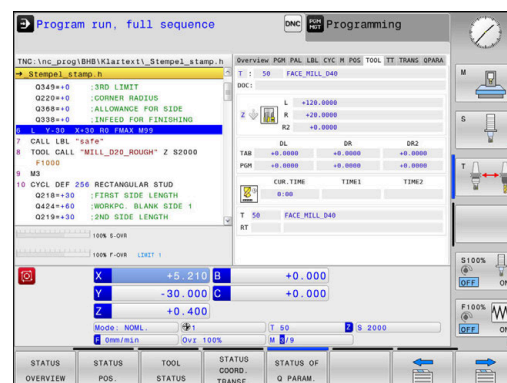 Program run, full sequence
DNC
PGM MGT
Programming
TNC:\nc_prog\BHB\Klartext\_Stempel_stamp.h
→_Stempel_stamp.h
Q349=+0 ;3RD LIMIT
Q220=+0 ;CORNER RADIUS
Q368=+0 ;ALLOWANCE FOR SIDE
Q338=+0 ;INFEED FOR FINISHING
6 L Y-30 X+30 R0 FMAX M99
7 CALL LBL "safe"
8 TOOL CALL "MILL_D20_ROUGH" Z S2000
F1000
9 M3
10 CYCL DEF 256 RECTANGULAR STUD
Q218=+30 ;FIRST SIDE LENGTH
Q424=+60 ;WORKPC. BLANK SIDE 1
Q219=+30 ;2ND SIDE LENGTH
100% S-OVR
100% F-OVR LIMIT 1
Overview PGM PAL LBL CYC M POS TOOL TT TRANS QPARA
T : 50 FACE_MILL_D40
DOC:
L +120.0000
Z R +20.0000
R2 +0.0000
DL DR DR2
TAB +0.0000 +0.0000 +0.0000
PGM +0.0000 +0.0000 +0.0000
CUR.TIME TIME1 TIME2
0:00
T 50 FACE_MILL_D40
RT
X +5.210 B +0.000
Y -30.000 C +0.000
Z +0.400
Mode: NOML. 1 T 50 Z S 2000
F 0mm/min Ovr 100% M 5/9
M
S
T
S100%
OFF ON
F100%
OFF ON
STATUS OVERVIEW
STATUS POS.
TOOL STATUS
STATUS COORD. TRANSF.
STATUS OF Q PARAM.